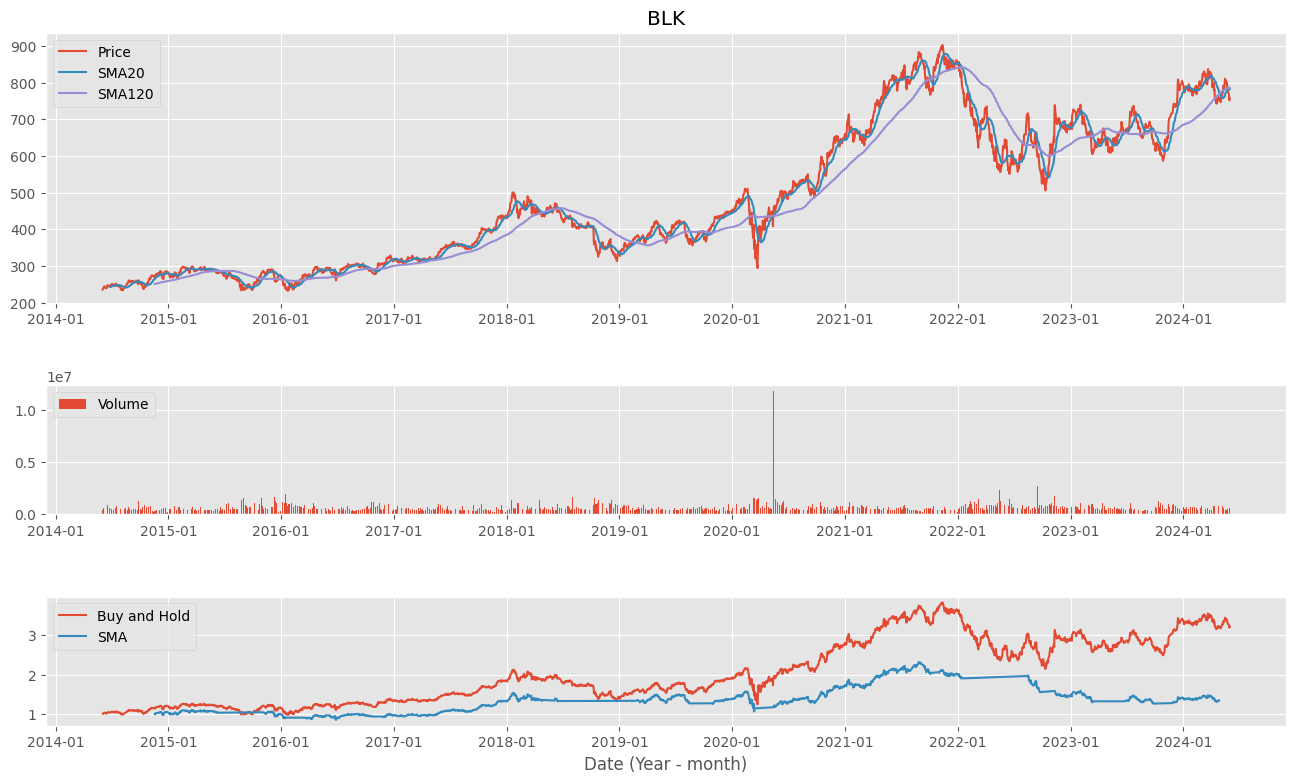 BLK
900
800
700
600
500
400
300
200
Price
SMA20
SMA120
2014-01 2015-01 2016-01 2017-01 2018-01 2019-01 2020-01 2021-01 2022-01 2023-01 2024-01
1e7
1.0
0.5
0.0
Volume
2014-01 2015-01 2016-01 2017-01 2018-01 2019-01 2020-01 2021-01 2022-01 2023-01 2024-01
3
2
1
Buy and Hold
SMA
2014-01 2015-01 2016-01 2017-01 2018-01 2019-01 2020-01 2021-01 2022-01 2023-01 2024-01
Date (Year - month)